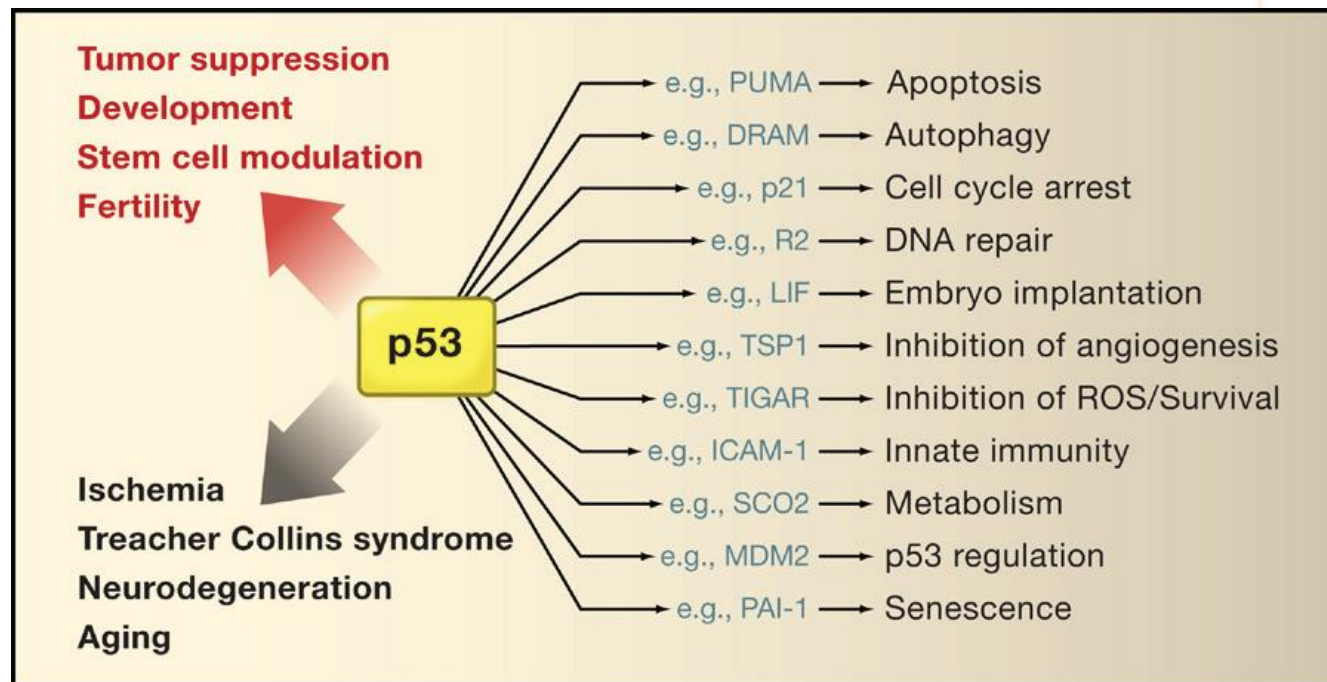 Tumor suppression
Development
Stem cell modulation
Fertility
p53
Ischemia
Treacher Collins syndrome
Neurodegeneration
Aging
e.g., PUMA Apoptosis
e.g., DRAM Autophagy
e.g., p21 Cell cycle arrest
e.g., R2 DNA repair
e.g., LIF Embryo implantation
e.g., TSP1 Inhibition of angiogenesis
e.g., TIGAR Inhibition of ROS/Survival
e.g., ICAM-1 Innate immunity
e.g., SCO2 Metabolism
e.g., MDM2 p53 regulation
e.g., PAI-1 Senescence